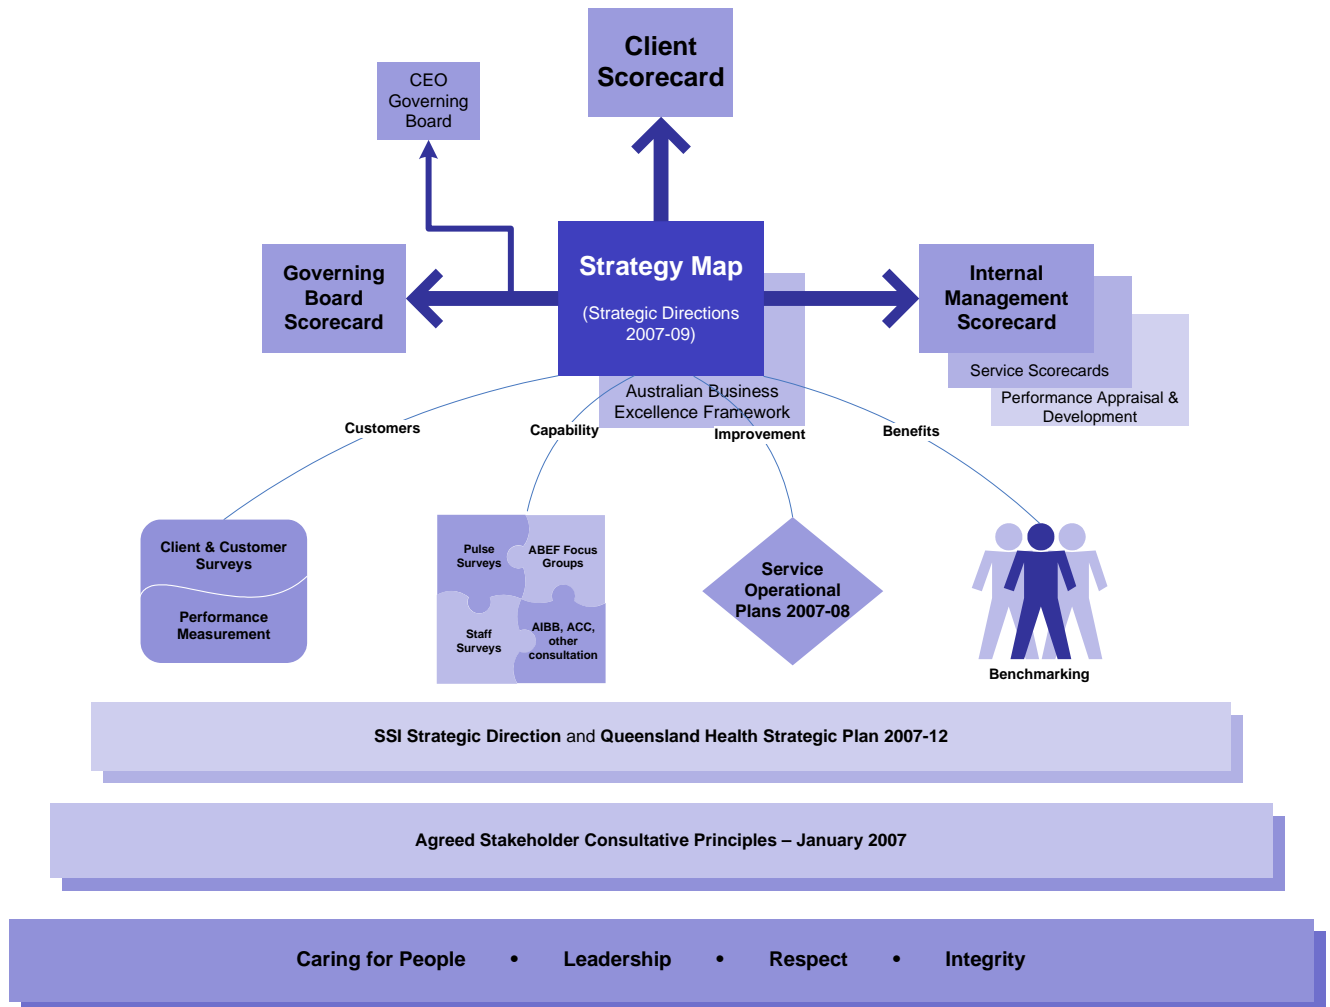 Client
Scorecard
CEO
Governing
Board
Governing
Board
Scorecard
Strategy Map
(Strategic Directions
2007-09)
Internal
Management
Scorecard
Service Scorecards
Performance Appraisal &
Development
Australian Business
Excellence Framework
Customers
Capability
Improvement
Benefits
Client & Customer
Surveys
Performance
Measurement
Pulse
Surveys
ABEF Focus
Groups
Staff
Surveys
AIBB, ACC,
other
consultation
Service
Operational
Plans 2007-08
Benchmarking
SSI Strategic Direction and Queensland Health Strategic Plan 2007-12
Agreed Stakeholder Consultative Principles – January 2007
Caring for People • Leadership • Respect • Integrity